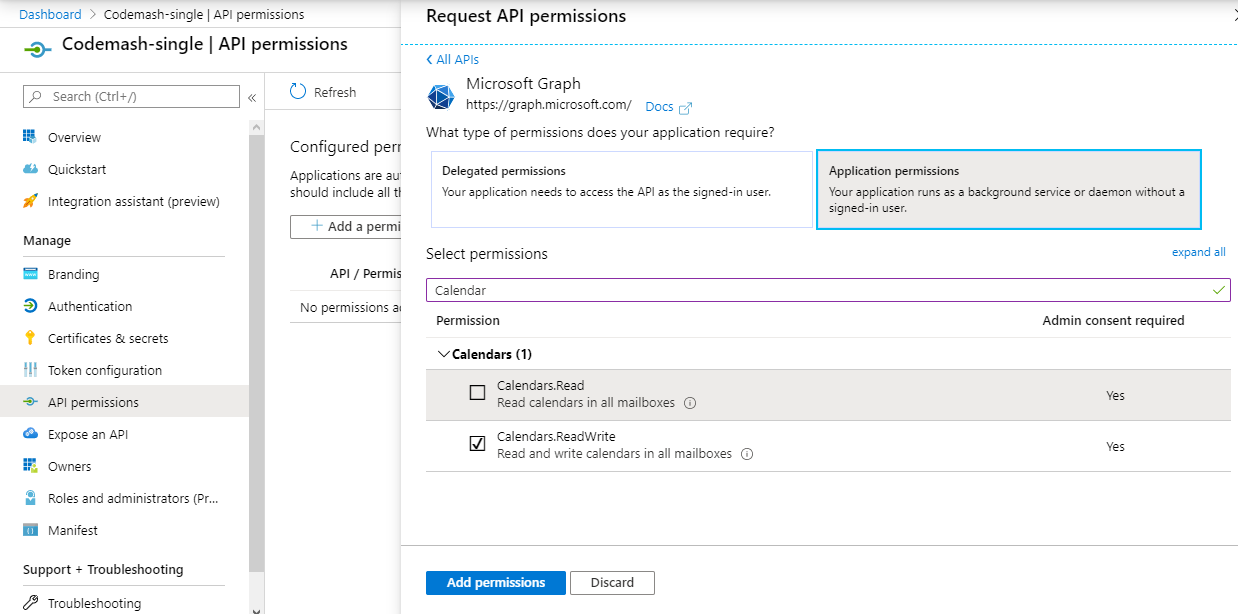 Dashboard > Codemash-single | API permissions
Codemash-single | API permissions
Search (Ctrl+/)
«
Overview
Quickstart
Integration assistant (preview)
Manage
Branding
Authentication
Certificates & secrets
Token configuration
API permissions
Expose an API
Owners
Roles and administrators (Pr...
Manifest
Support + Troubleshooting
Troubleshooting
Refresh
Configured perr
Applications are au
should include all th
Add a permi
API / Permis
No permissions a
Request API permissions
All APIs
Microsoft Graph
https://graph.microsoft.com/ Docs
What type of permissions does your application require?
Delegated permissions
Your application needs to access the API as the signed-in user.
Application permissions
Your application runs as a background service or daemon without a
signed-in user.
Select permissions
expand all
Calendar
Permission Admin consent required
Calendars (1)
Calendars.Read
Read calendars in all mailboxes
Yes
Calendars.ReadWrite
Read and write calendars in all mailboxes
Yes
Add permissions Discard